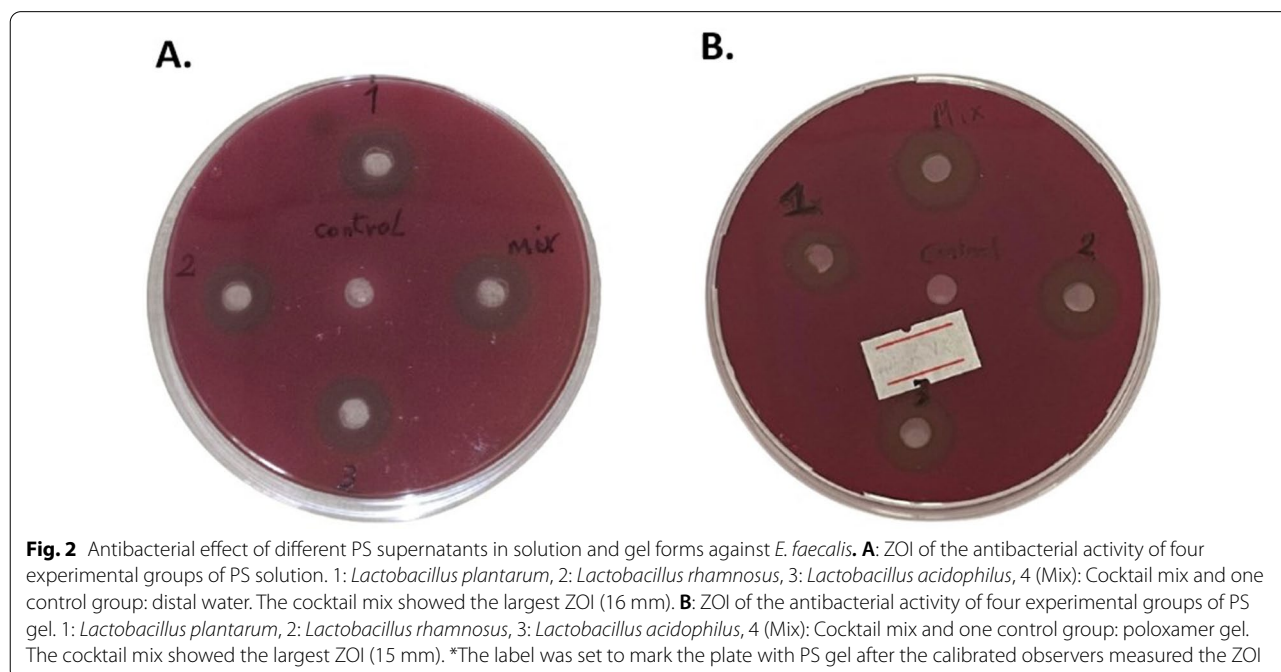 A.
B.
1
control
2
Mix
3
Mix
1
control
2
3
Fig. 2 Antibacterial effect of different PS supernatants in solution and gel forms against E. faecalis. A: ZOI of the antibacterial activity of four
experimental groups of PS solution. 1: Lactobacillus plantarum, 2: Lactobacillus rhamnosus, 3: Lactobacillus acidophilus, 4 (Mix): Cocktail mix and one
control group: distal water. The cocktail mix showed the largest ZOI (16 mm). B: ZOI of the antibacterial activity of four experimental groups of PS
gel. 1: Lactobacillus plantarum, 2: Lactobacillus rhamnosus, 3: Lactobacillus acidophilus, 4 (Mix): Cocktail mix and one control group: poloxamer gel.
The cocktail mix showed the largest ZOI (15 mm). *The label was set to mark the plate with PS gel after the calibrated observers measured the ZOI